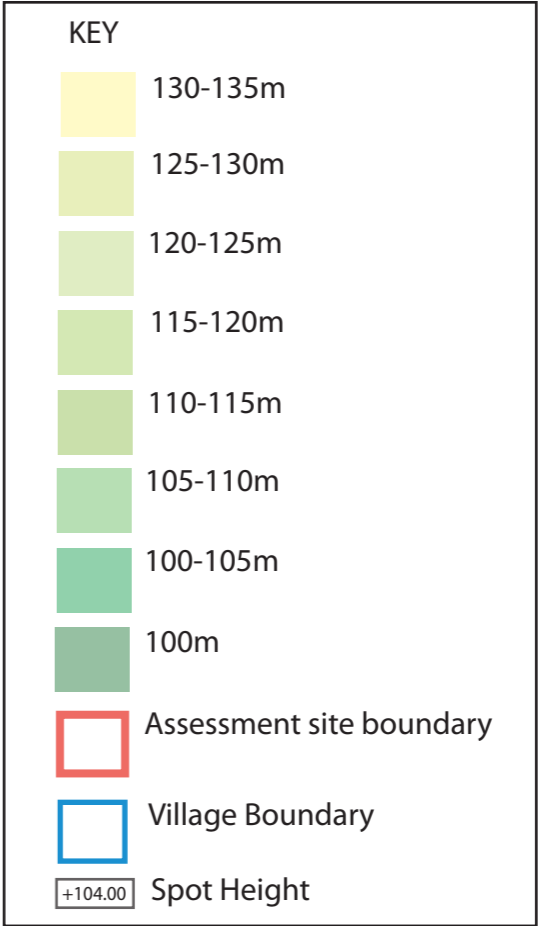 KEY
130-135m
125-130m
120-125m
115-120m
110-115m
105-110m
100-105m
100m
Assessment site boundary
Village Boundary
+104.00 Spot Height